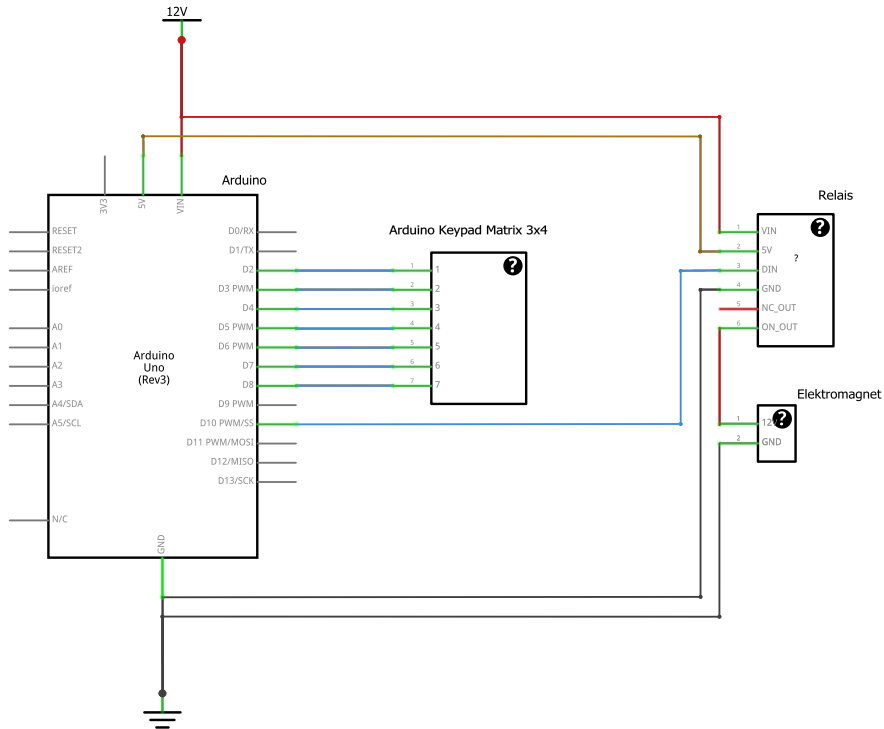 12V
Arduino
3V3
5V
VIN
RESET
RESET2
AREF
ioref
A0
A1
A2
A3
A4/SDA
A5/SCL
N/C
Arduino
Uno
(Rev3)
D0/RX
D1/TX
D2
D3 PWM
D4
D5 PWM
D6 PWM
D7
D8
D9 PWM
D10 PWM/SS
D11 PWM/MOSI
D12/MISO
D13/SCK
GND
Arduino Keypad Matrix 3x4
?
1 1
2 2
3 3
4 4
5 5
6 6
7 7
Relais
?
?
1 VIN
2 5V
3 DIN
4 GND
5 NC_OUT
6 ON_OUT
Elektromagnet
?
1
2 GND